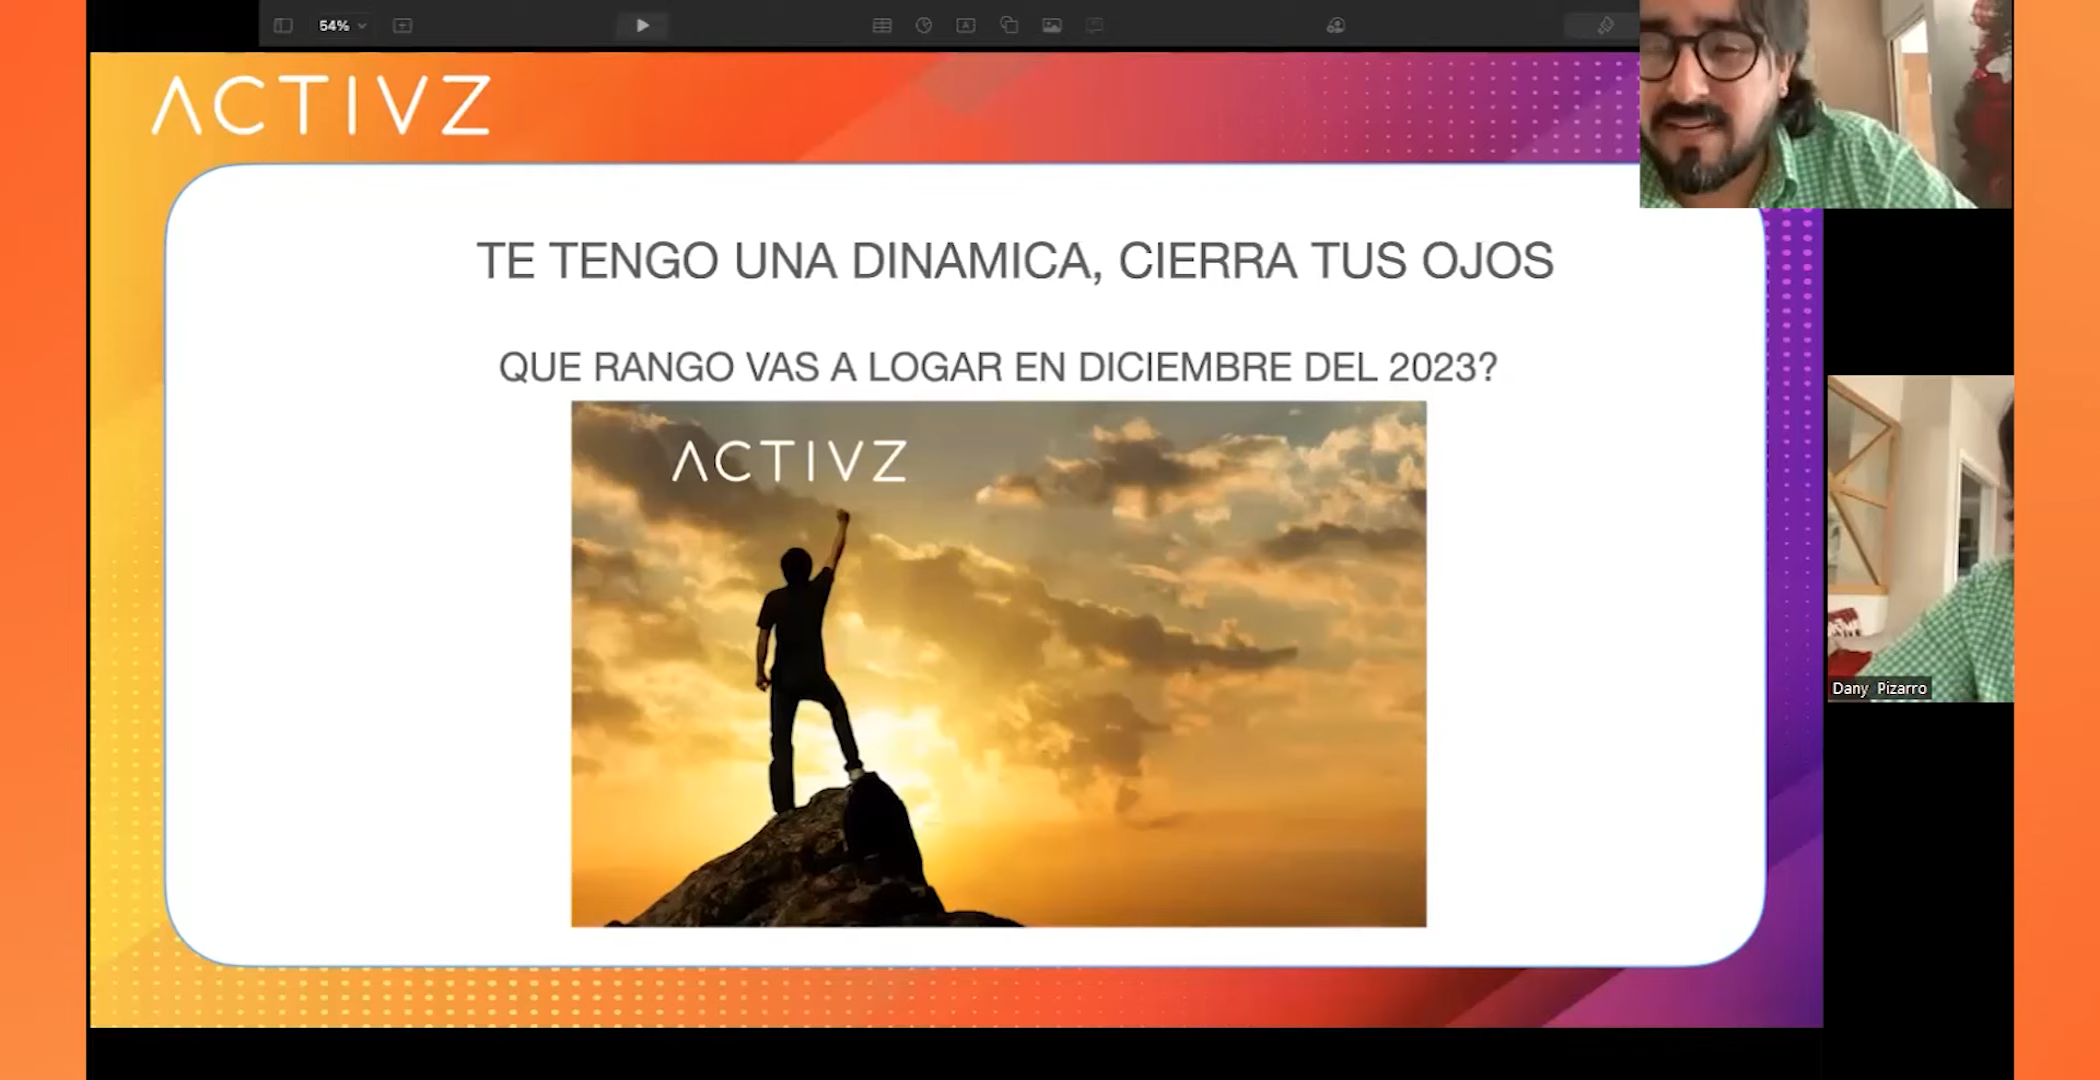 54%
ACTIVZ
TE TENGO UNA DINAMICA, CIERRA TUS OJOS
QUE RANGO VAS A LOGAR EN DICIEMBRE DEL 2023?
ACTIVZ
Dany Pizarro